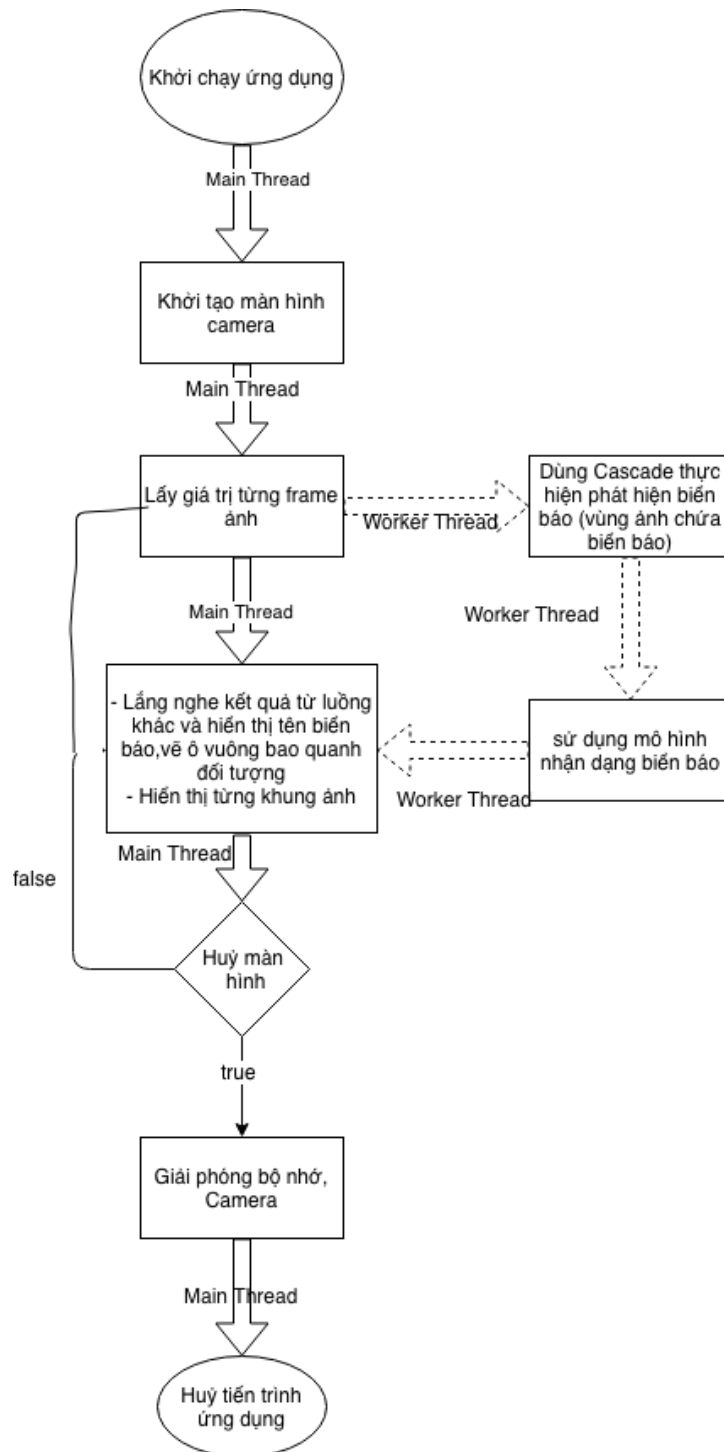 Khởi chạy ứng dụng
Main Thread
Khởi tạo màn hình
camera
Main Thread
Lấy giá trị từng frame
ảnh
Worker Thread
Dùng Cascade thực
hiện phát hiện biển
báo (vùng ảnh chứa
biển báo)
Main Thread
Worker Thread
- Lắng nghe kết quả từ luồng
khác và hiển thị tên biển
báo,vẽ ô vuông bao quanh
đối tượng
- Hiển thị từng khung ảnh
sử dụng mô hình
nhận dạng biển báo
Worker Thread
Main Thread
false
Huỷ màn
hình
true
Giải phóng bộ nhớ,
Camera
Main Thread
Huỷ tiến trình
ứng dụng